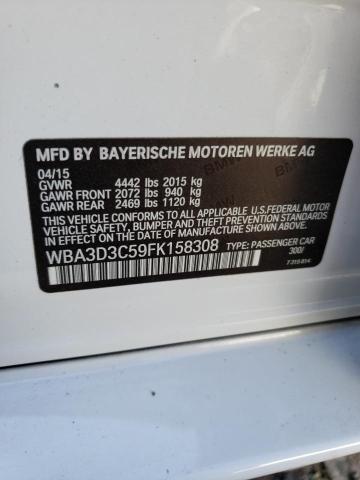 MFD BY BAYERISCHE MOTOREN WERKE AG
04/15
GVWR 4442 lbs 2015 kg
GAWR FRONT 2072 lbs 940 kg
GAWR REAR 2469 lbs 1120 kg
THIS VEHICLE CONFORMS TO ALL APPLICABLE U.S.FEDERAL MOTOR
VEHICLE SAFETY, BUMPER AND THEFT PREVENTION STANDARDS
IN EFFECT ON THE DATE OF MANUFACTURE SHOWN ABOVE.
WBA3D3C59FK158308 TYPE: PASSENGER CAR
300/